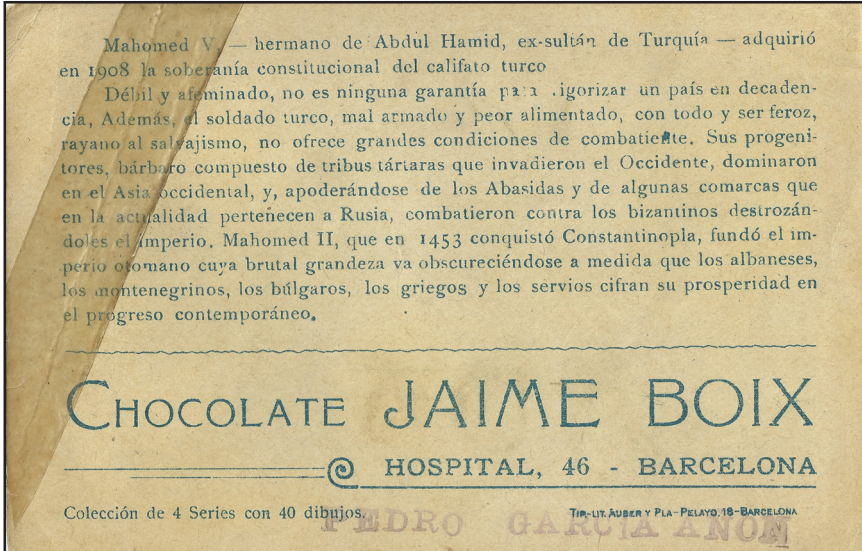 Mahomed V, — hermano de Abdul Hamid, ex-sultán de Turquía — adquirió
en 1908 la soberanía constitucional del califato turco
Débil y afeminado, no es ninguna garantía para vigorizar un país en decaden-
cia, Además, el soldado turco, mal armado y peor alimentado, con todo y ser feroz,
rayano al salvajismo, no ofrece grandes condiciones de combatiente. Sus progeni-
tores, bárbaro compuesto de tribus tártaras que invadieron el Occidente, dominaron
en el Asia occidental, y, apoderándose de los Abasidas y de algunas comarcas que
en la actualidad pertenecen a Rusia, combatieron contra los bizantinos destrozán-
doles el imperio. Mahomed II, que en 1453 conquistó Constantinopla, fundó el im-
perio otomano cuya brutal grandeza va obscureciéndose a medida que los albaneses,
los montenegrinos, los búlgaros, los griegos y los servios cifran su prosperidad en
el progreso contemporáneo.
CHOCOLATE JAIME BOIX
HOSPITAL, 46 - BARCELONA
Colección de 4 Series con 40 dibujos.
TIP.-LIT. AUBER Y PLA-PELAYO, 18-BARCELONA
PEDRO GARCIA AÑON